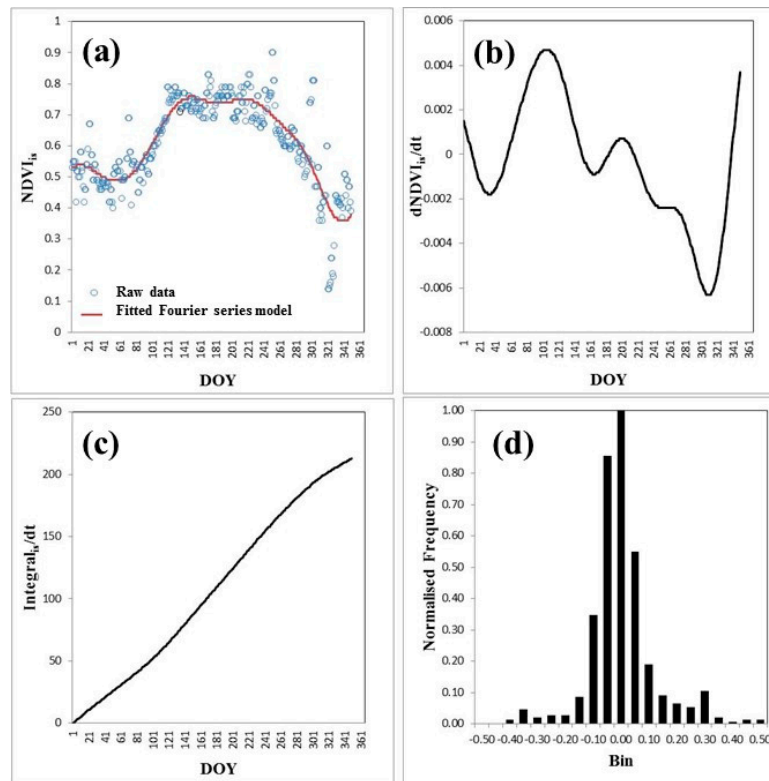 (a)
1
0.9
0.8
0.7
0.6
0.5
0.4
0.3
0.2
0.1
0
NDVIis
Raw data
Fitted Fourier series model
1 21 41 61 81 101 121 141 161 181 201 221 241 261 281 301 321 341 361
DOY
(b)
0.006
0.004
0.002
0
-0.002
-0.004
-0.006
-0.008
dNDVIis/dt
1 21 41 61 81 101 121 141 161 181 201 221 241 261 281 301 321 341 361
DOY
(c)
250
200
150
100
50
0
Integralis/dt
1 21 41 61 81 101 121 141 161 181 201 221 241 261 281 301 321 341 361
DOY
(d)
1.00
0.90
0.80
0.70
0.60
0.50
0.40
0.30
0.20
0.10
0.00
Normalised Frequency
-0.50 -0.40 -0.30 -0.20 -0.10 0.00 0.10 0.20 0.30 0.40 0.50
Bin